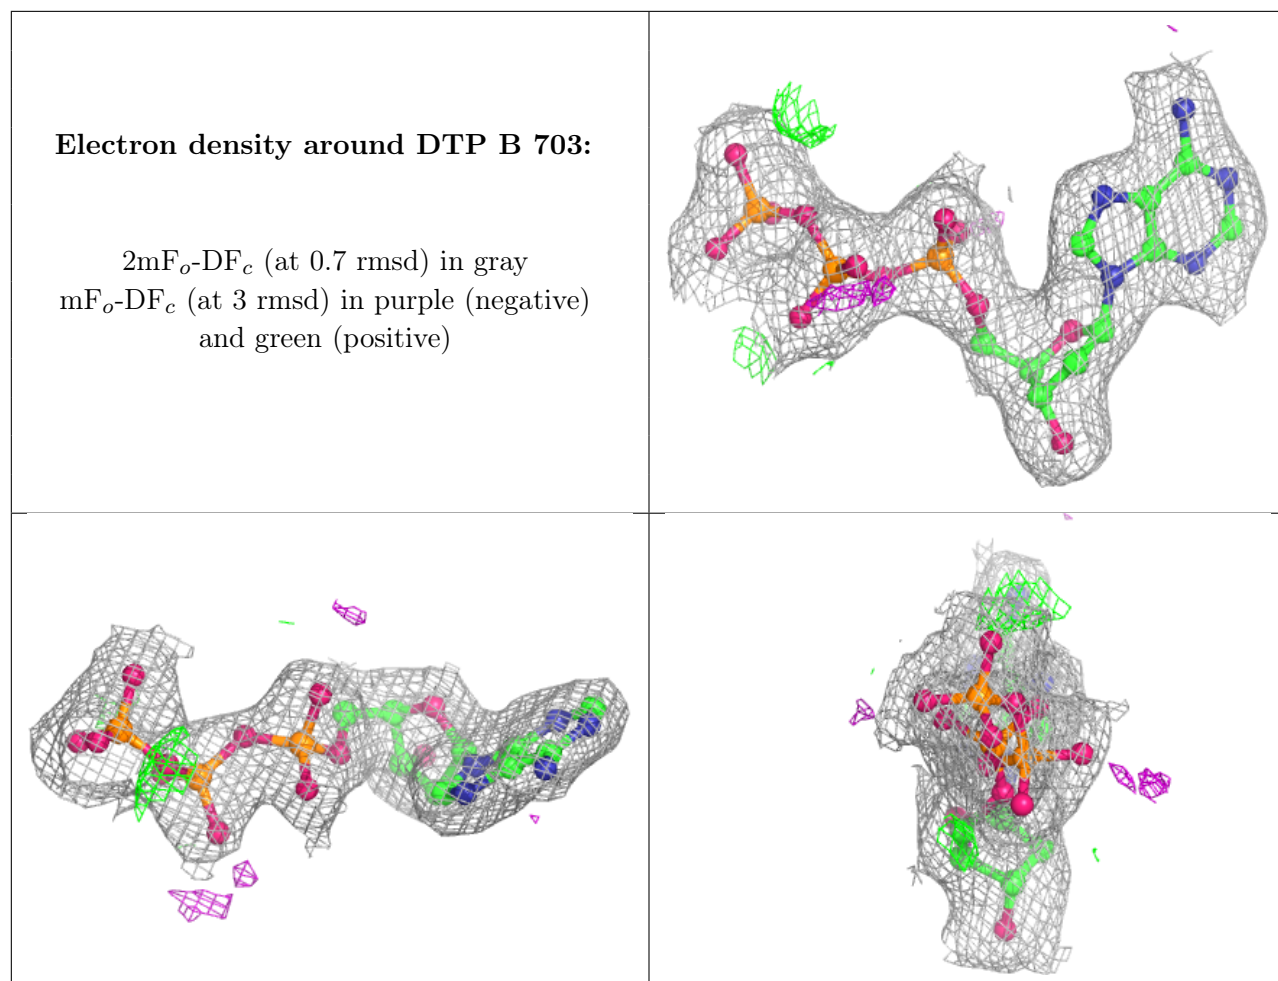 Electron density around DTP B 703:
2mFₒ-DF𝒸 (at 0.7 rmsd) in gray
mFₒ-DF𝒸 (at 3 rmsd) in purple (negative)
and green (positive)